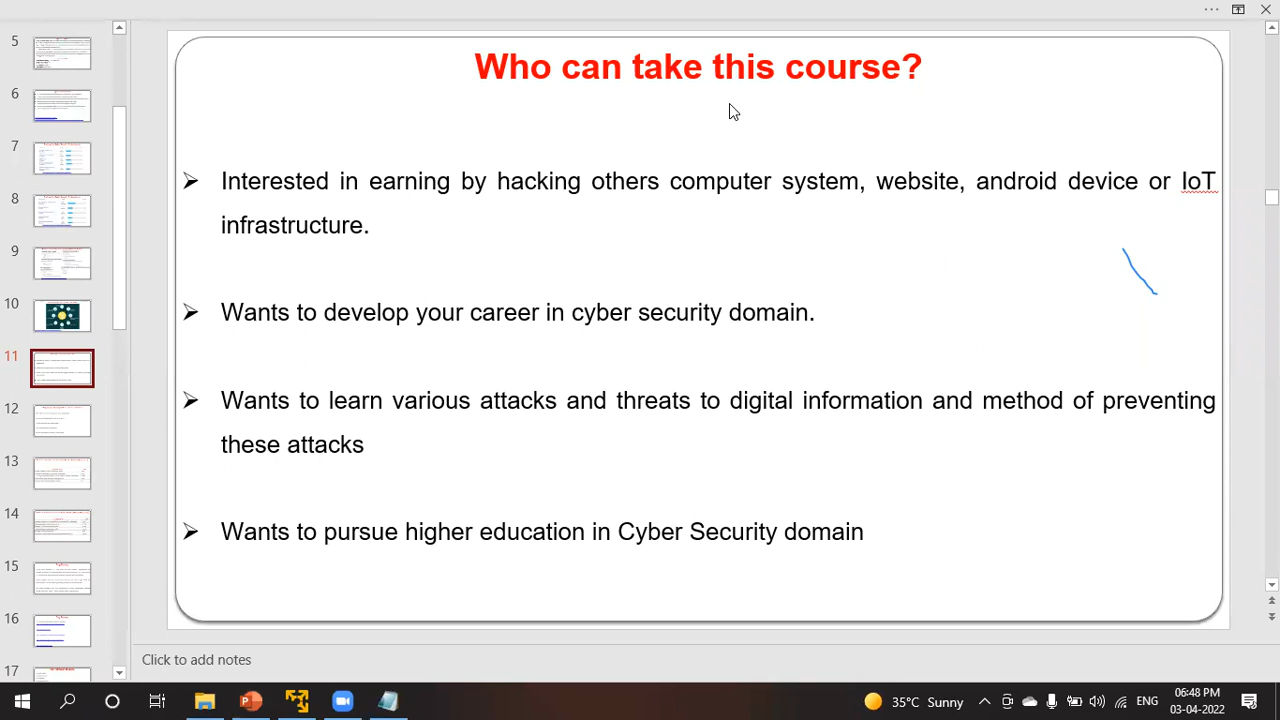 Who can take this course?
Interested in earning by hacking others computer system, website, android device or IoT
infrastructure.
Wants to develop your career in cyber security domain.
Wants to learn various attacks and threats to digital information and method of preventing
these attacks
Wants to pursue higher education in Cyber Security domain
5
6
7
8
9
10
11
12
13
14
15
16
17
Click to add notes
35°C Sunny
ENG
06:48 PM
03-04-2022